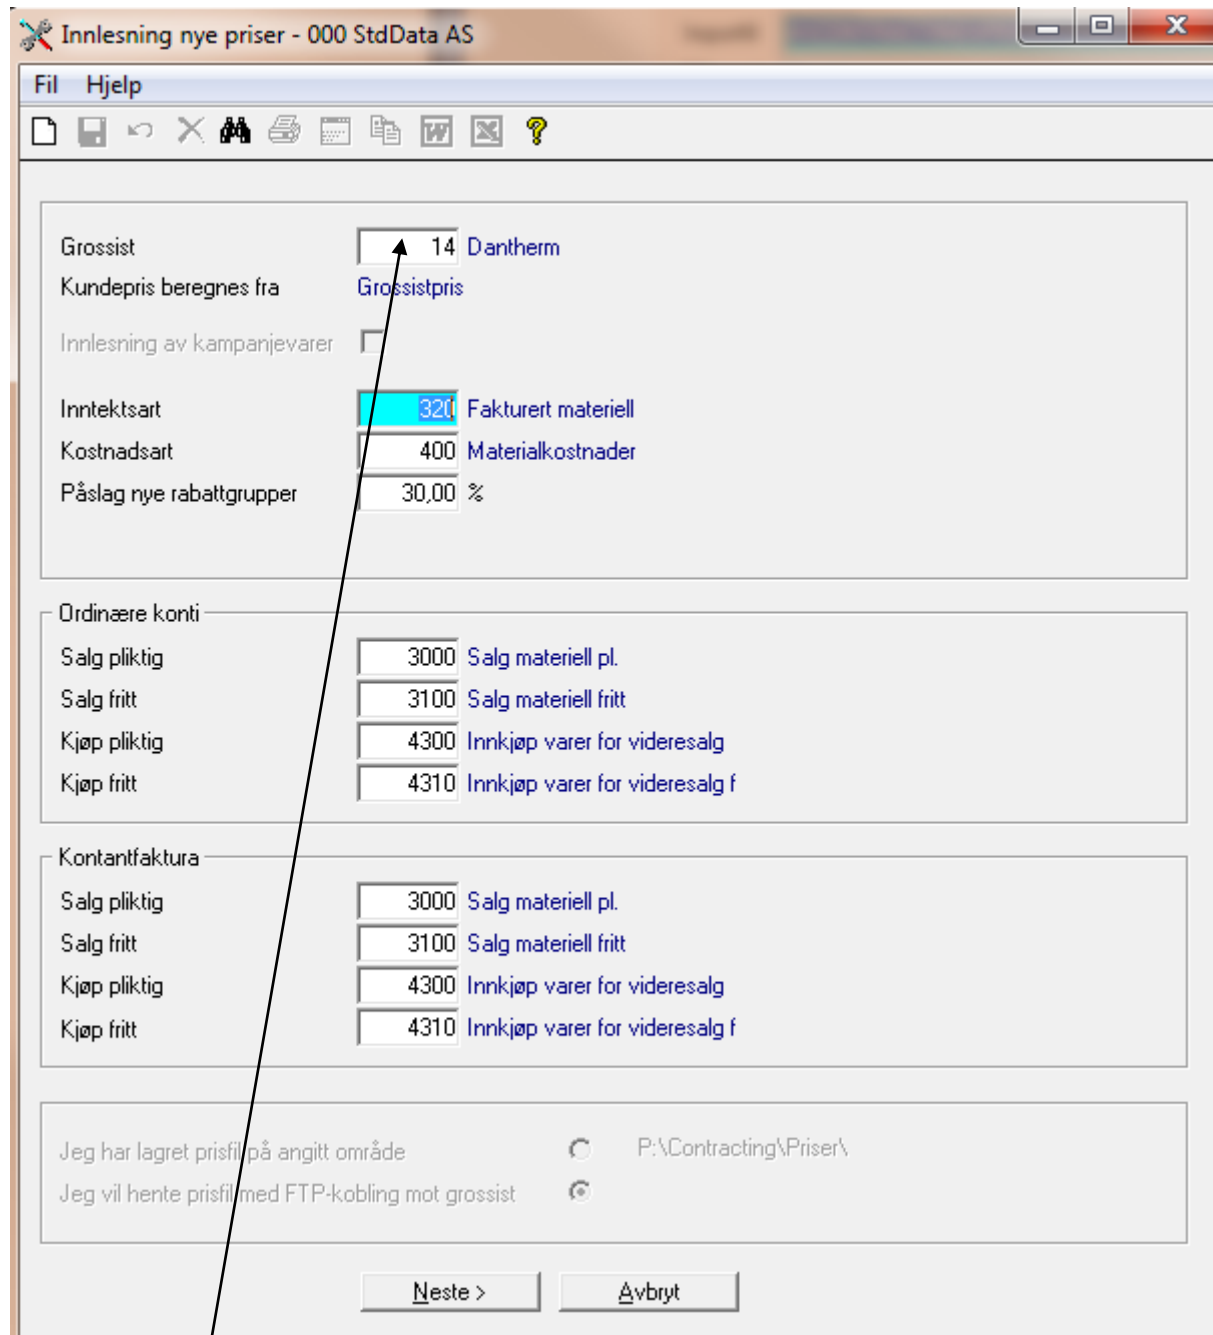 Innlesning nye priser - 000 StdData AS
Fil Hjelp
Grossist 14 Dantherm
Kundepris beregnes fra Grossistpris
Innlesning av kampanjevarer
Inntektsart 320 Fakturert materiell
Kostnadsart 400 Materialkostnader
Påslag nye rabattgrupper 30,00 %
Ordinære konti
Salg pliktig 3000 Salg materiell pl.
Salg fritt 3100 Salg materiell fritt
Kjøp pliktig 4300 Innkjøp varer for videresalg
Kjøp fritt 4310 Innkjøp varer for videresalg f
Kontantfaktura
Salg pliktig 3000 Salg materiell pl.
Salg fritt 3100 Salg materiell fritt
Kjøp pliktig 4300 Innkjøp varer for videresalg
Kjøp fritt 4310 Innkjøp varer for videresalg f
Jeg har lagret prisfil på angitt område P:\Contracting\Priser\
Jeg vil hente prisfil med FTP-kobling mot grossist
Neste > Avbryt